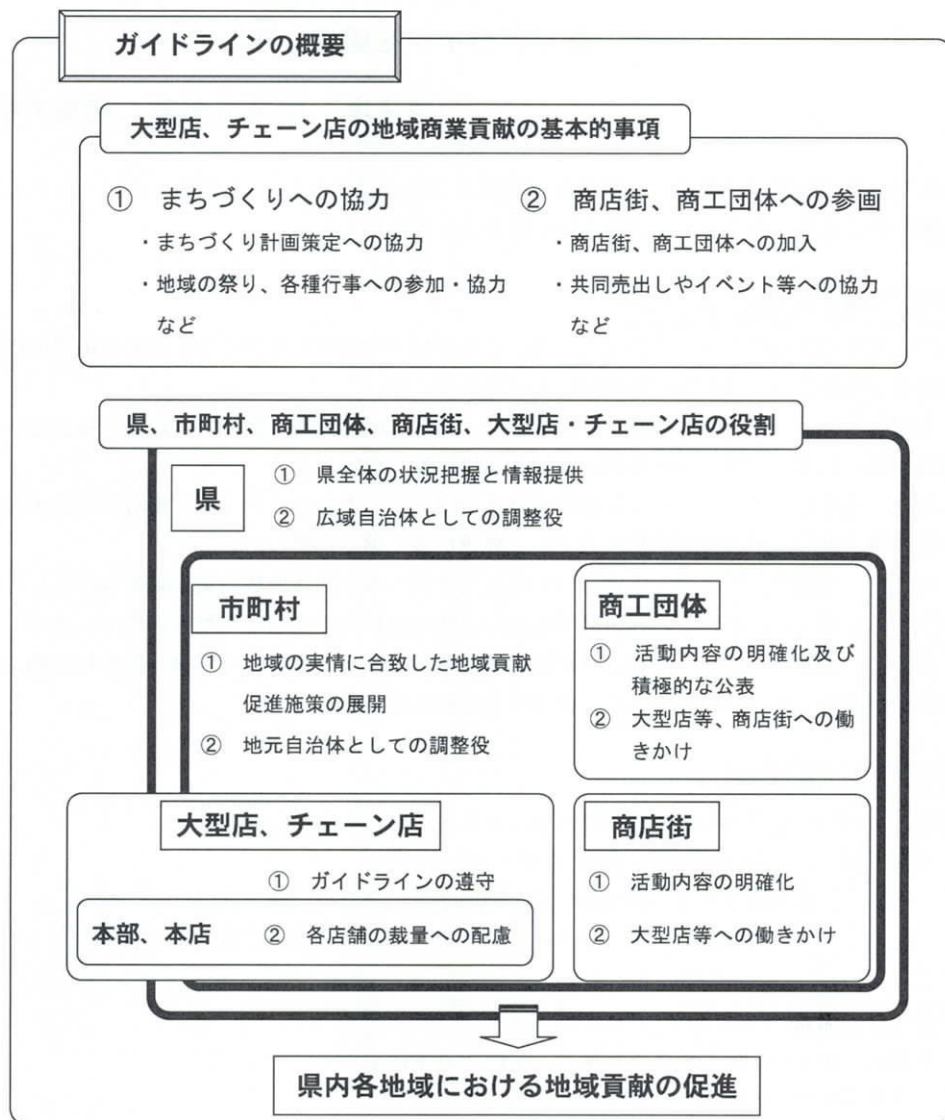 ガイドラインの概要
大型店、チェーン店の地域商業貢献の基本的事項
① まちづくりへの協力
・まちづくり計画策定への協力
・地域の祭り、各種行事への参加・協力
など
② 商店街、商工団体への参画
・商店街、商工団体への加入
・共同売出しやイベント等への協力
など
県、市町村、商工団体、商店街、大型店・チェーン店の役割
県
① 県全体の状況把握と情報提供
② 広域自治体としての調整役
市町村
① 地域の実情に合致した地域貢献
促進施策の展開
② 地元自治体としての調整役
商工団体
① 活動内容の明確化及び
積極的な公表
② 大型店等、商店街への働
きかけ
大型店、チェーン店
① ガイドラインの遵守
本部、本店 ② 各店舗の裁量への配慮
商店街
① 活動内容の明確化
② 大型店等への働きかけ
県内各地域における地域貢献の促進